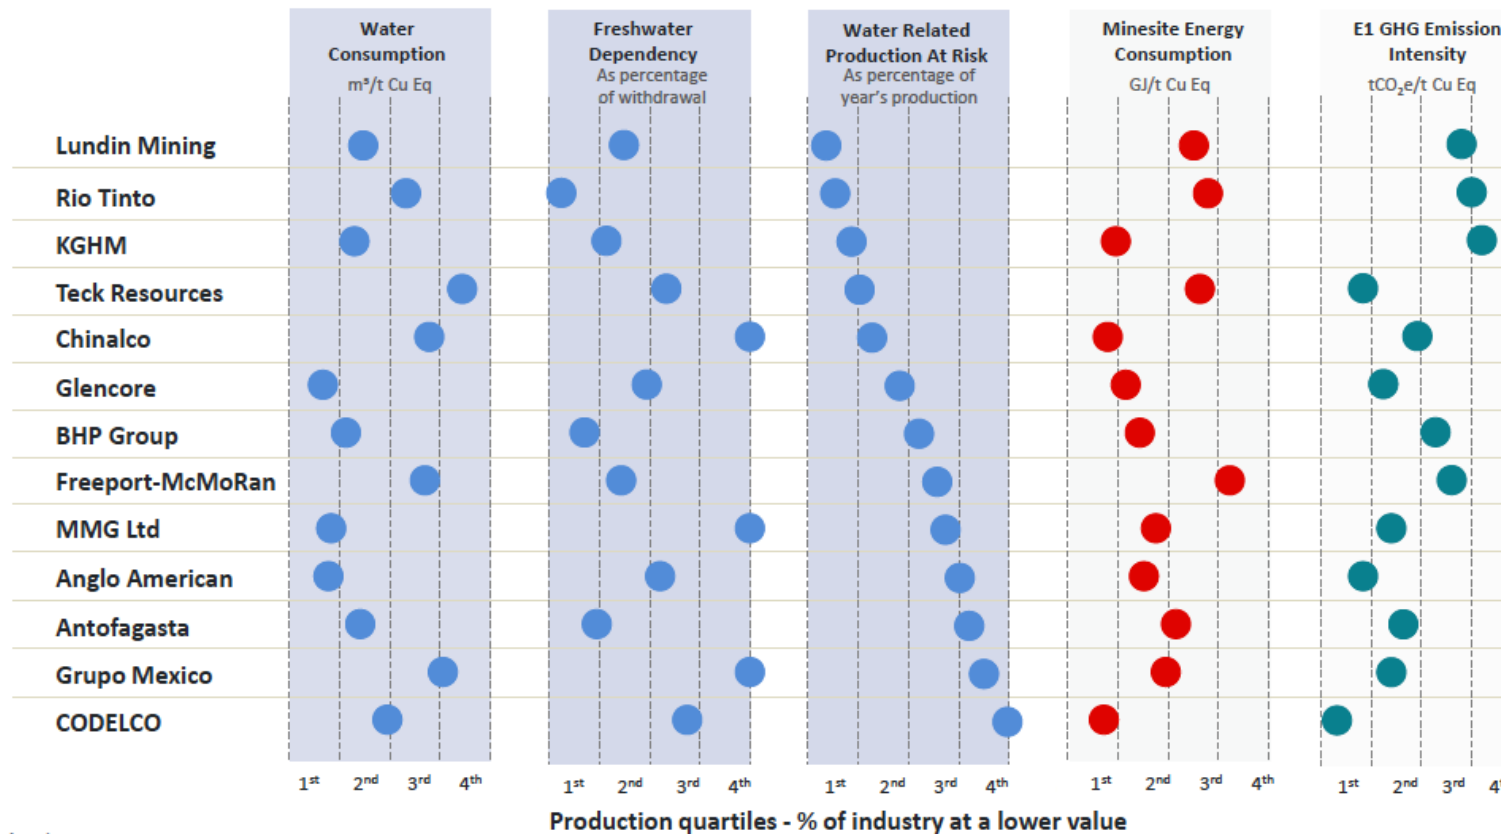 Water
Consumption
m³/t Cu Eq
Freshwater
Dependency
As percentage
of withdrawal
Water Related
Production At Risk
As percentage of
year's production
Minesite Energy
Consumption
GJ/t Cu Eq
E1 GHG Emission
Intensity
tCO₂e/t Cu Eq
Lundin Mining
Rio Tinto
KGHM
Teck Resources
Chinalco
Glencore
BHP Group
Freeport-McMoRan
MMG Ltd
Anglo American
Antofagasta
Grupo Mexico
CODELCO
1st 2nd 3rd 4th
1st 2nd 3rd 4th
1st 2nd 3rd 4th
1st 2nd 3rd 4th
1st 2nd 3rd 4
Production quartiles - % of industry at a lower value